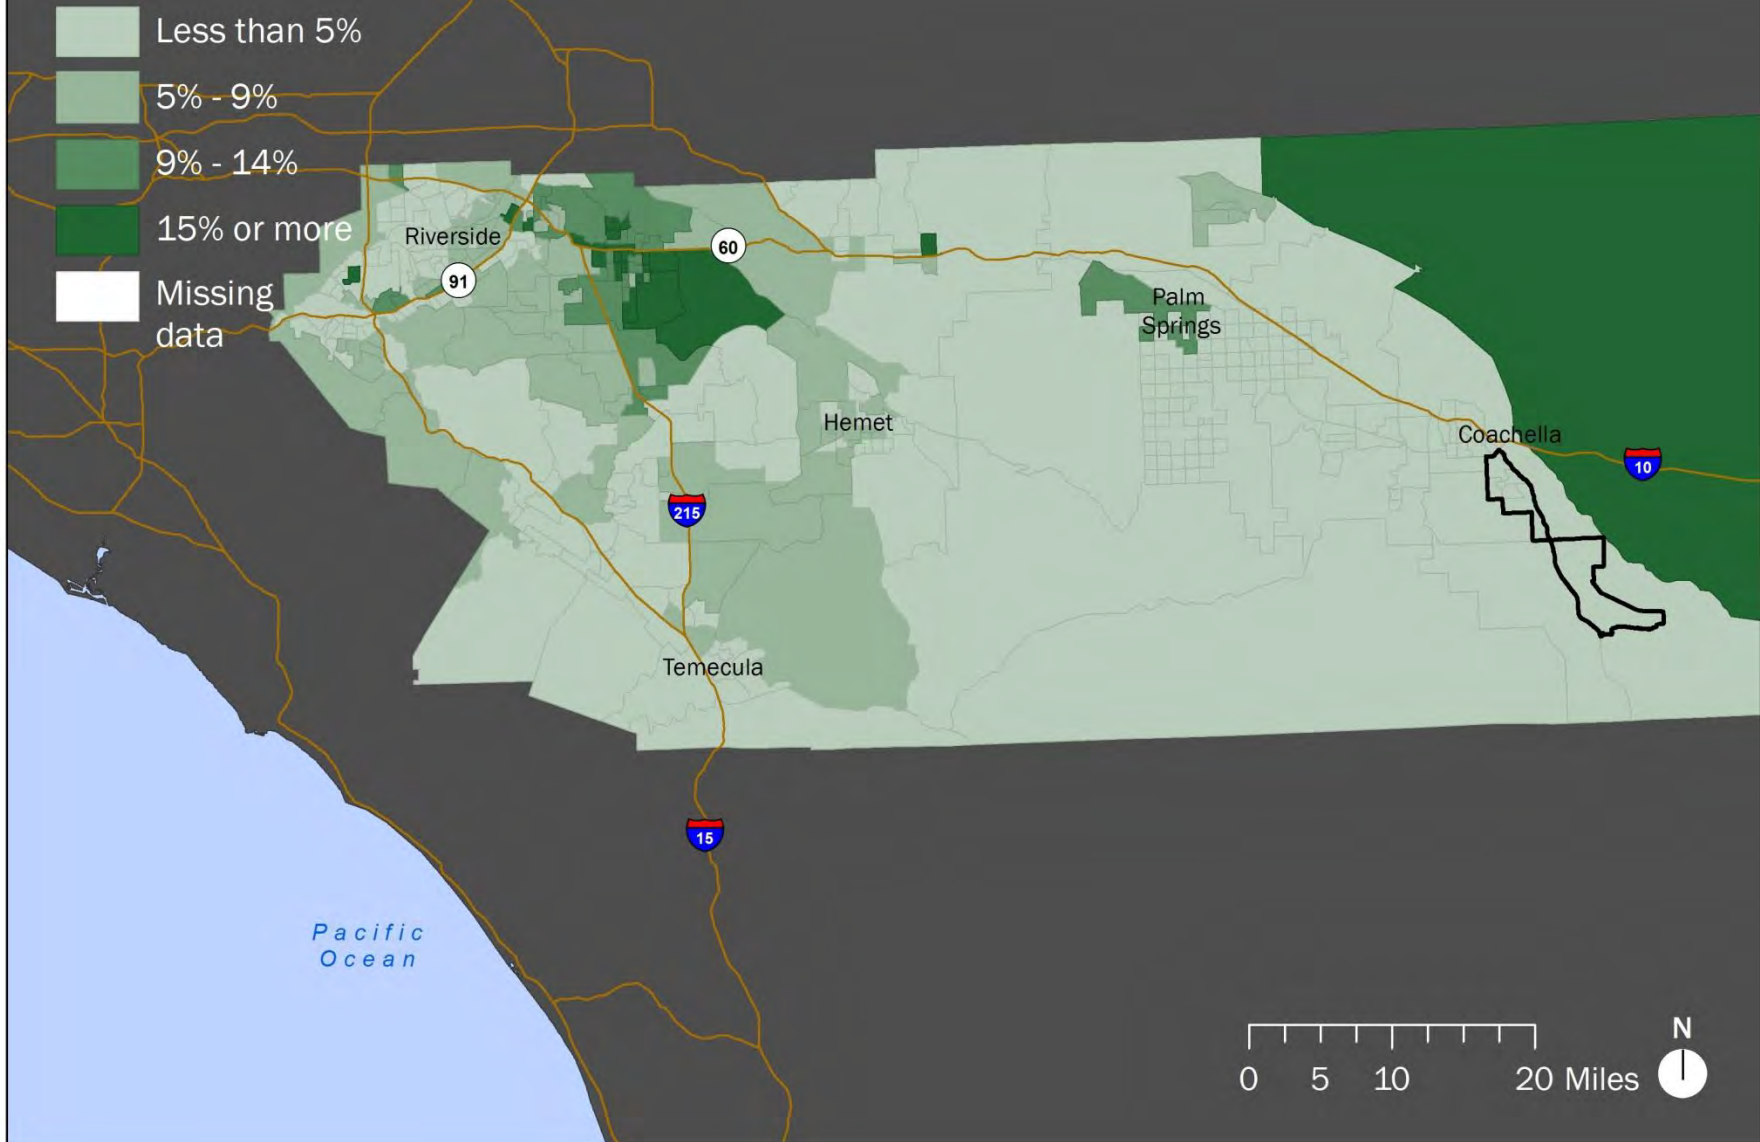 Less than 5%
5% - 9%
9% - 14%
15% or more
Missing
data
Riverside
60
91
Palm
Springs
Hemet
Coachella
10
215
Temecula
15
Pacific
Ocean
N
0 5 10 20 Miles